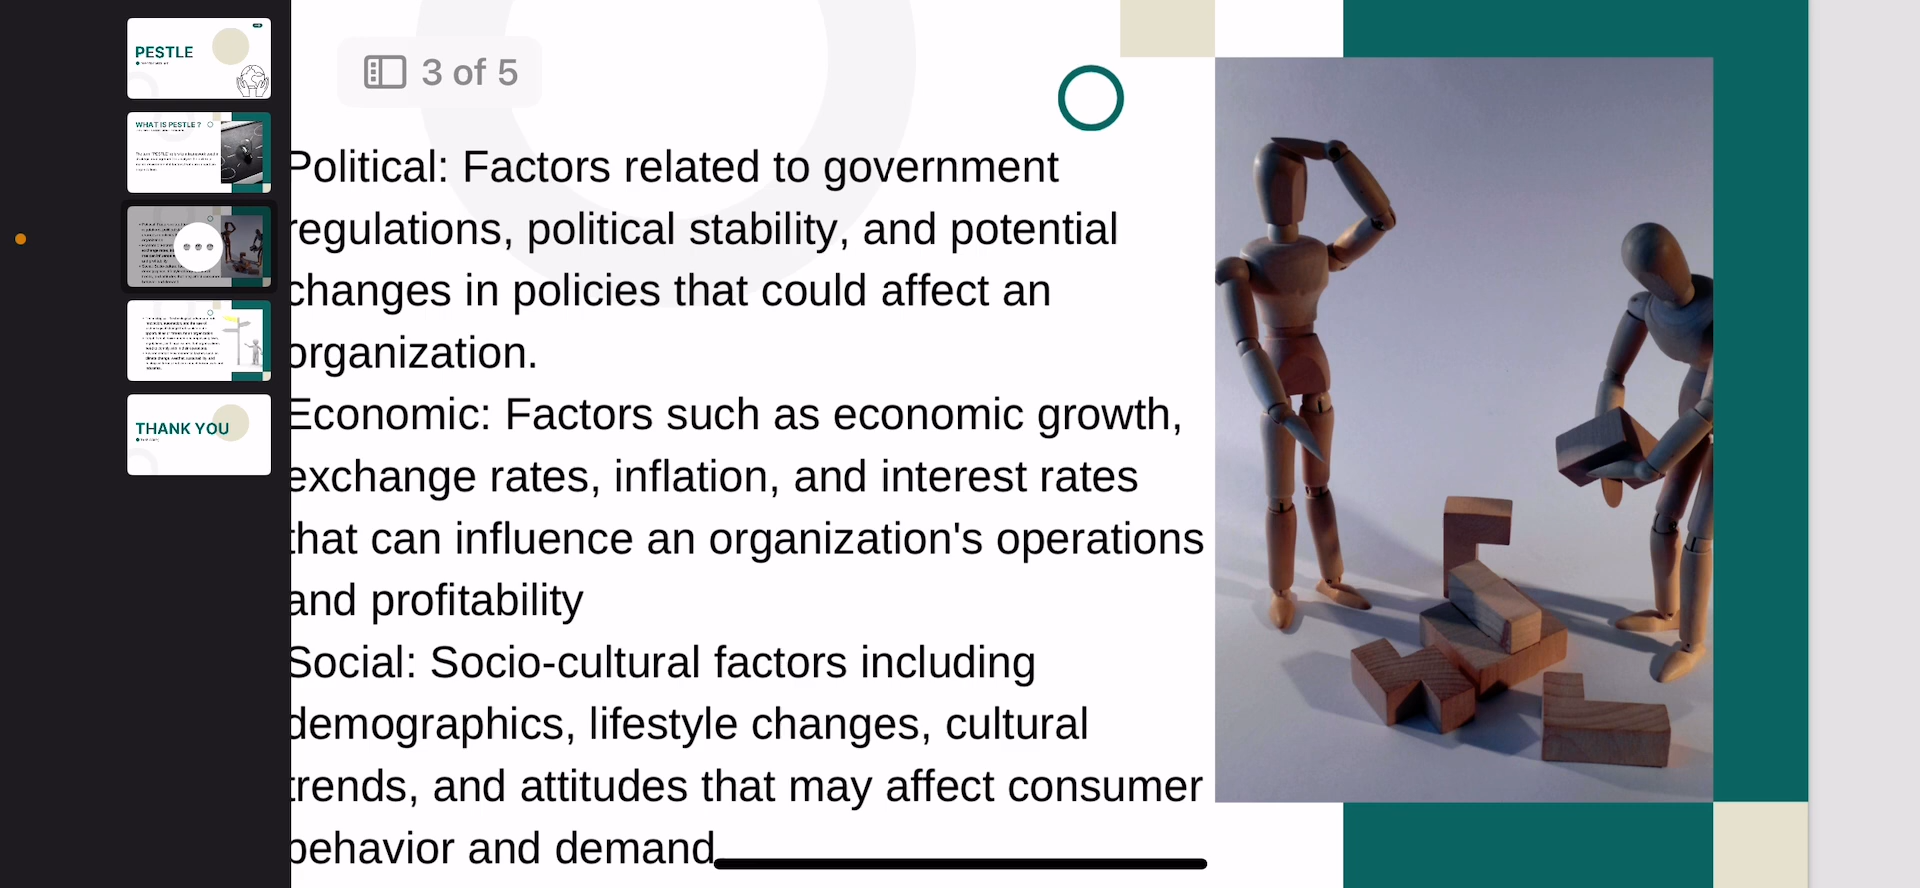 PESTLE
WHAT IS PESTLE ?
THANK YOU
3 of 5
Political: Factors related to government
regulations, political stability, and potential
changes in policies that could affect an
organization.
Economic: Factors such as economic growth,
exchange rates, inflation, and interest rates
that can influence an organization's operations
and profitability
Social: Socio-cultural factors including
demographics, lifestyle changes, cultural
trends, and attitudes that may affect consumer
behavior and demand